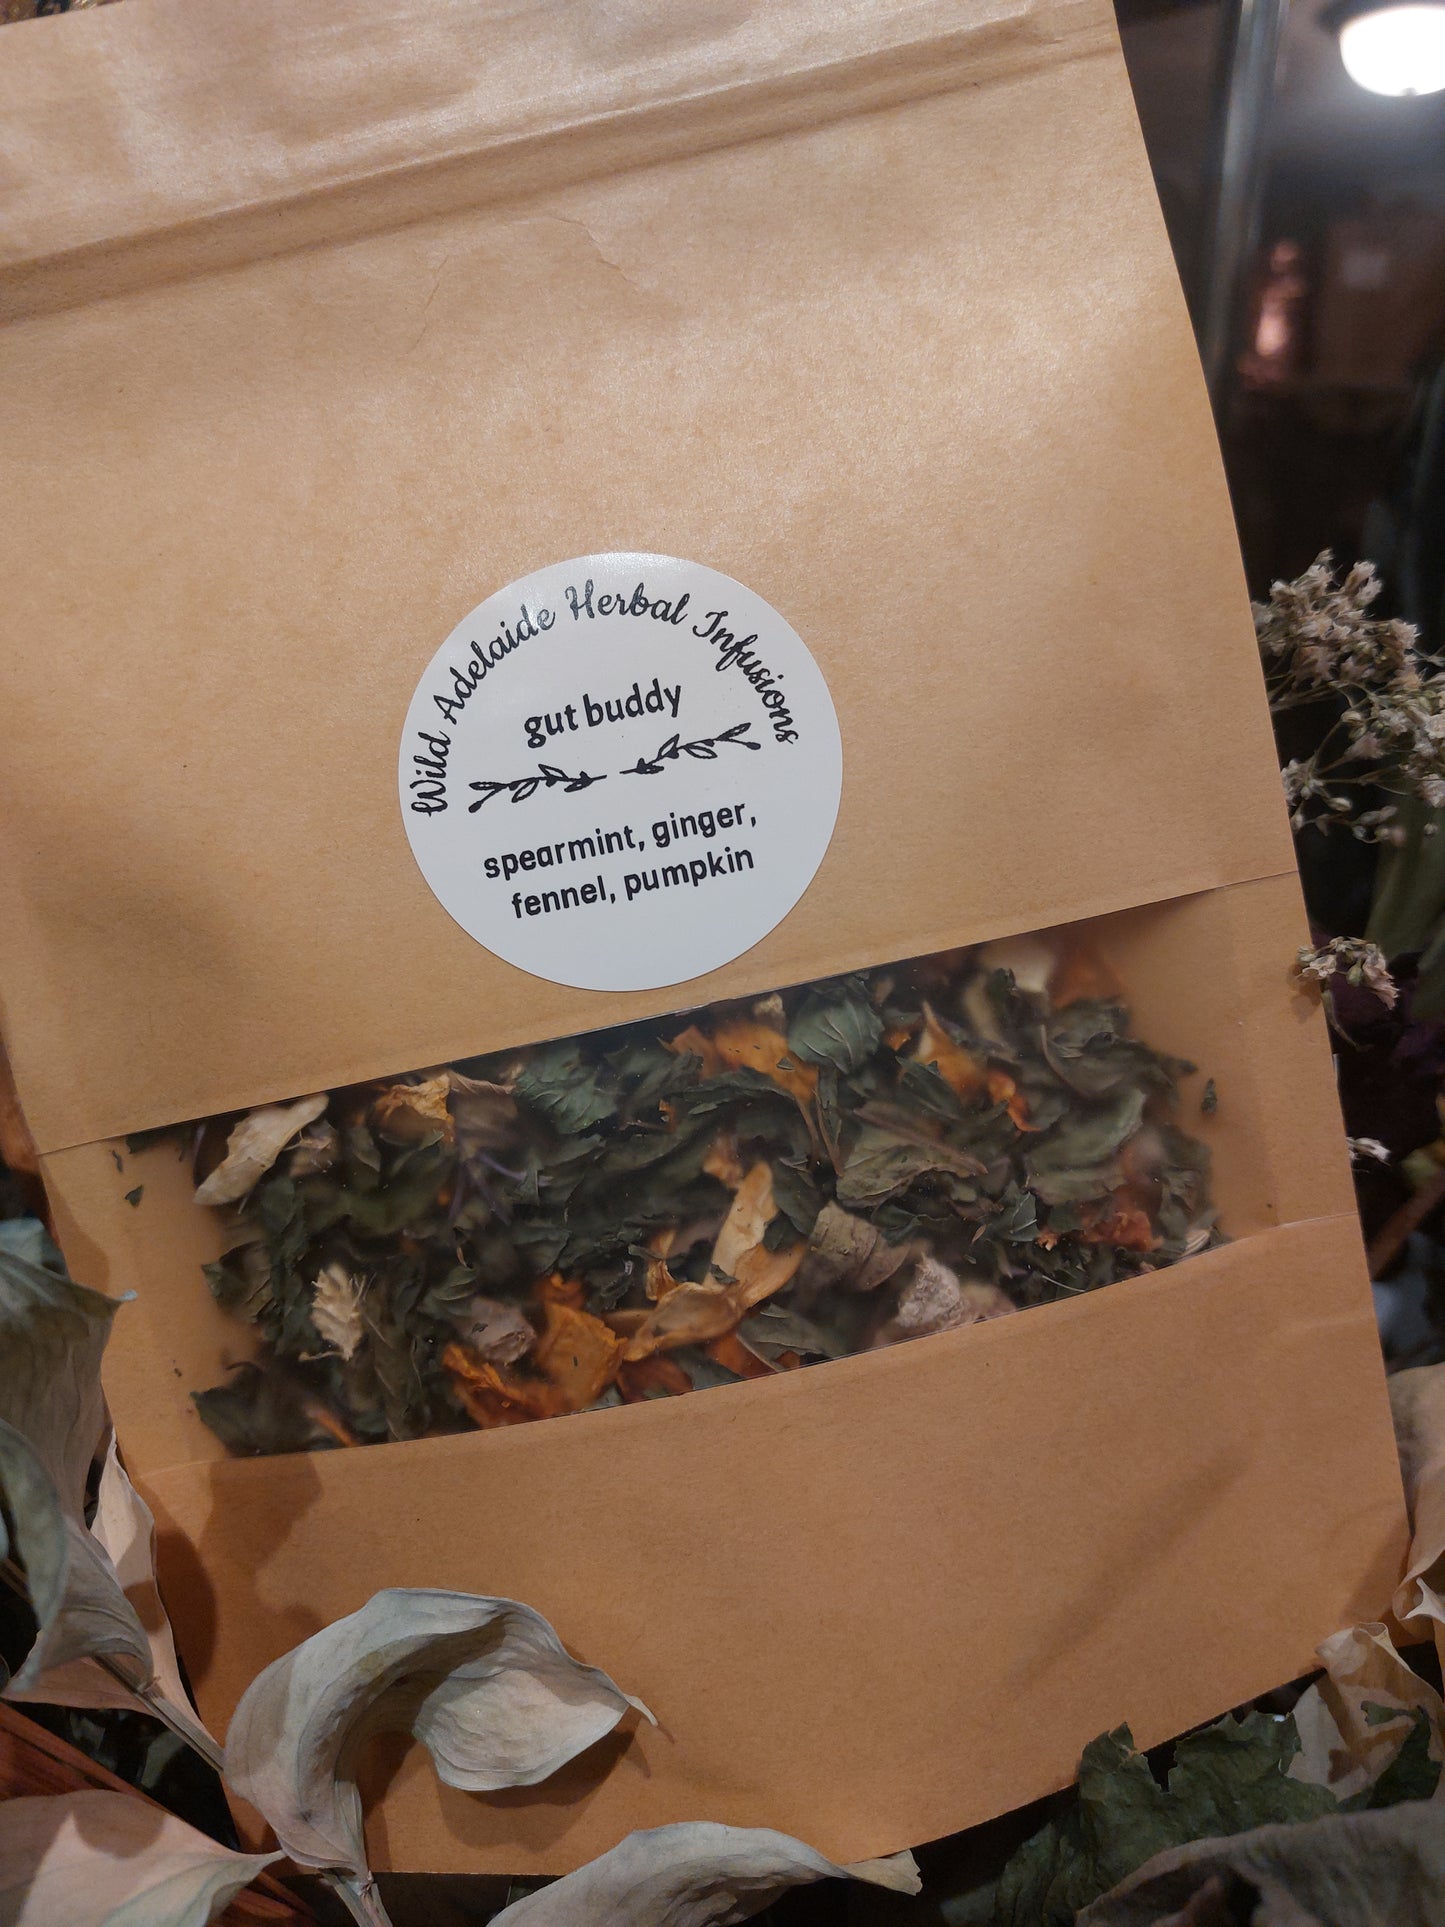 Wild Adelaide Herbal Infusions
gut buddy
spearmint, ginger,
fennel, pumpkin